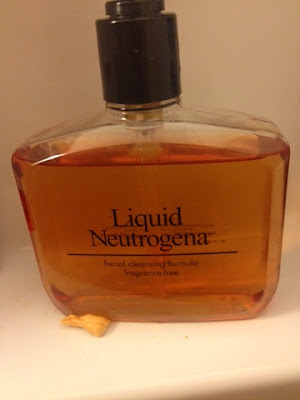 Liquid
Neutrogena®
facial cleansing formula
fragrance-free